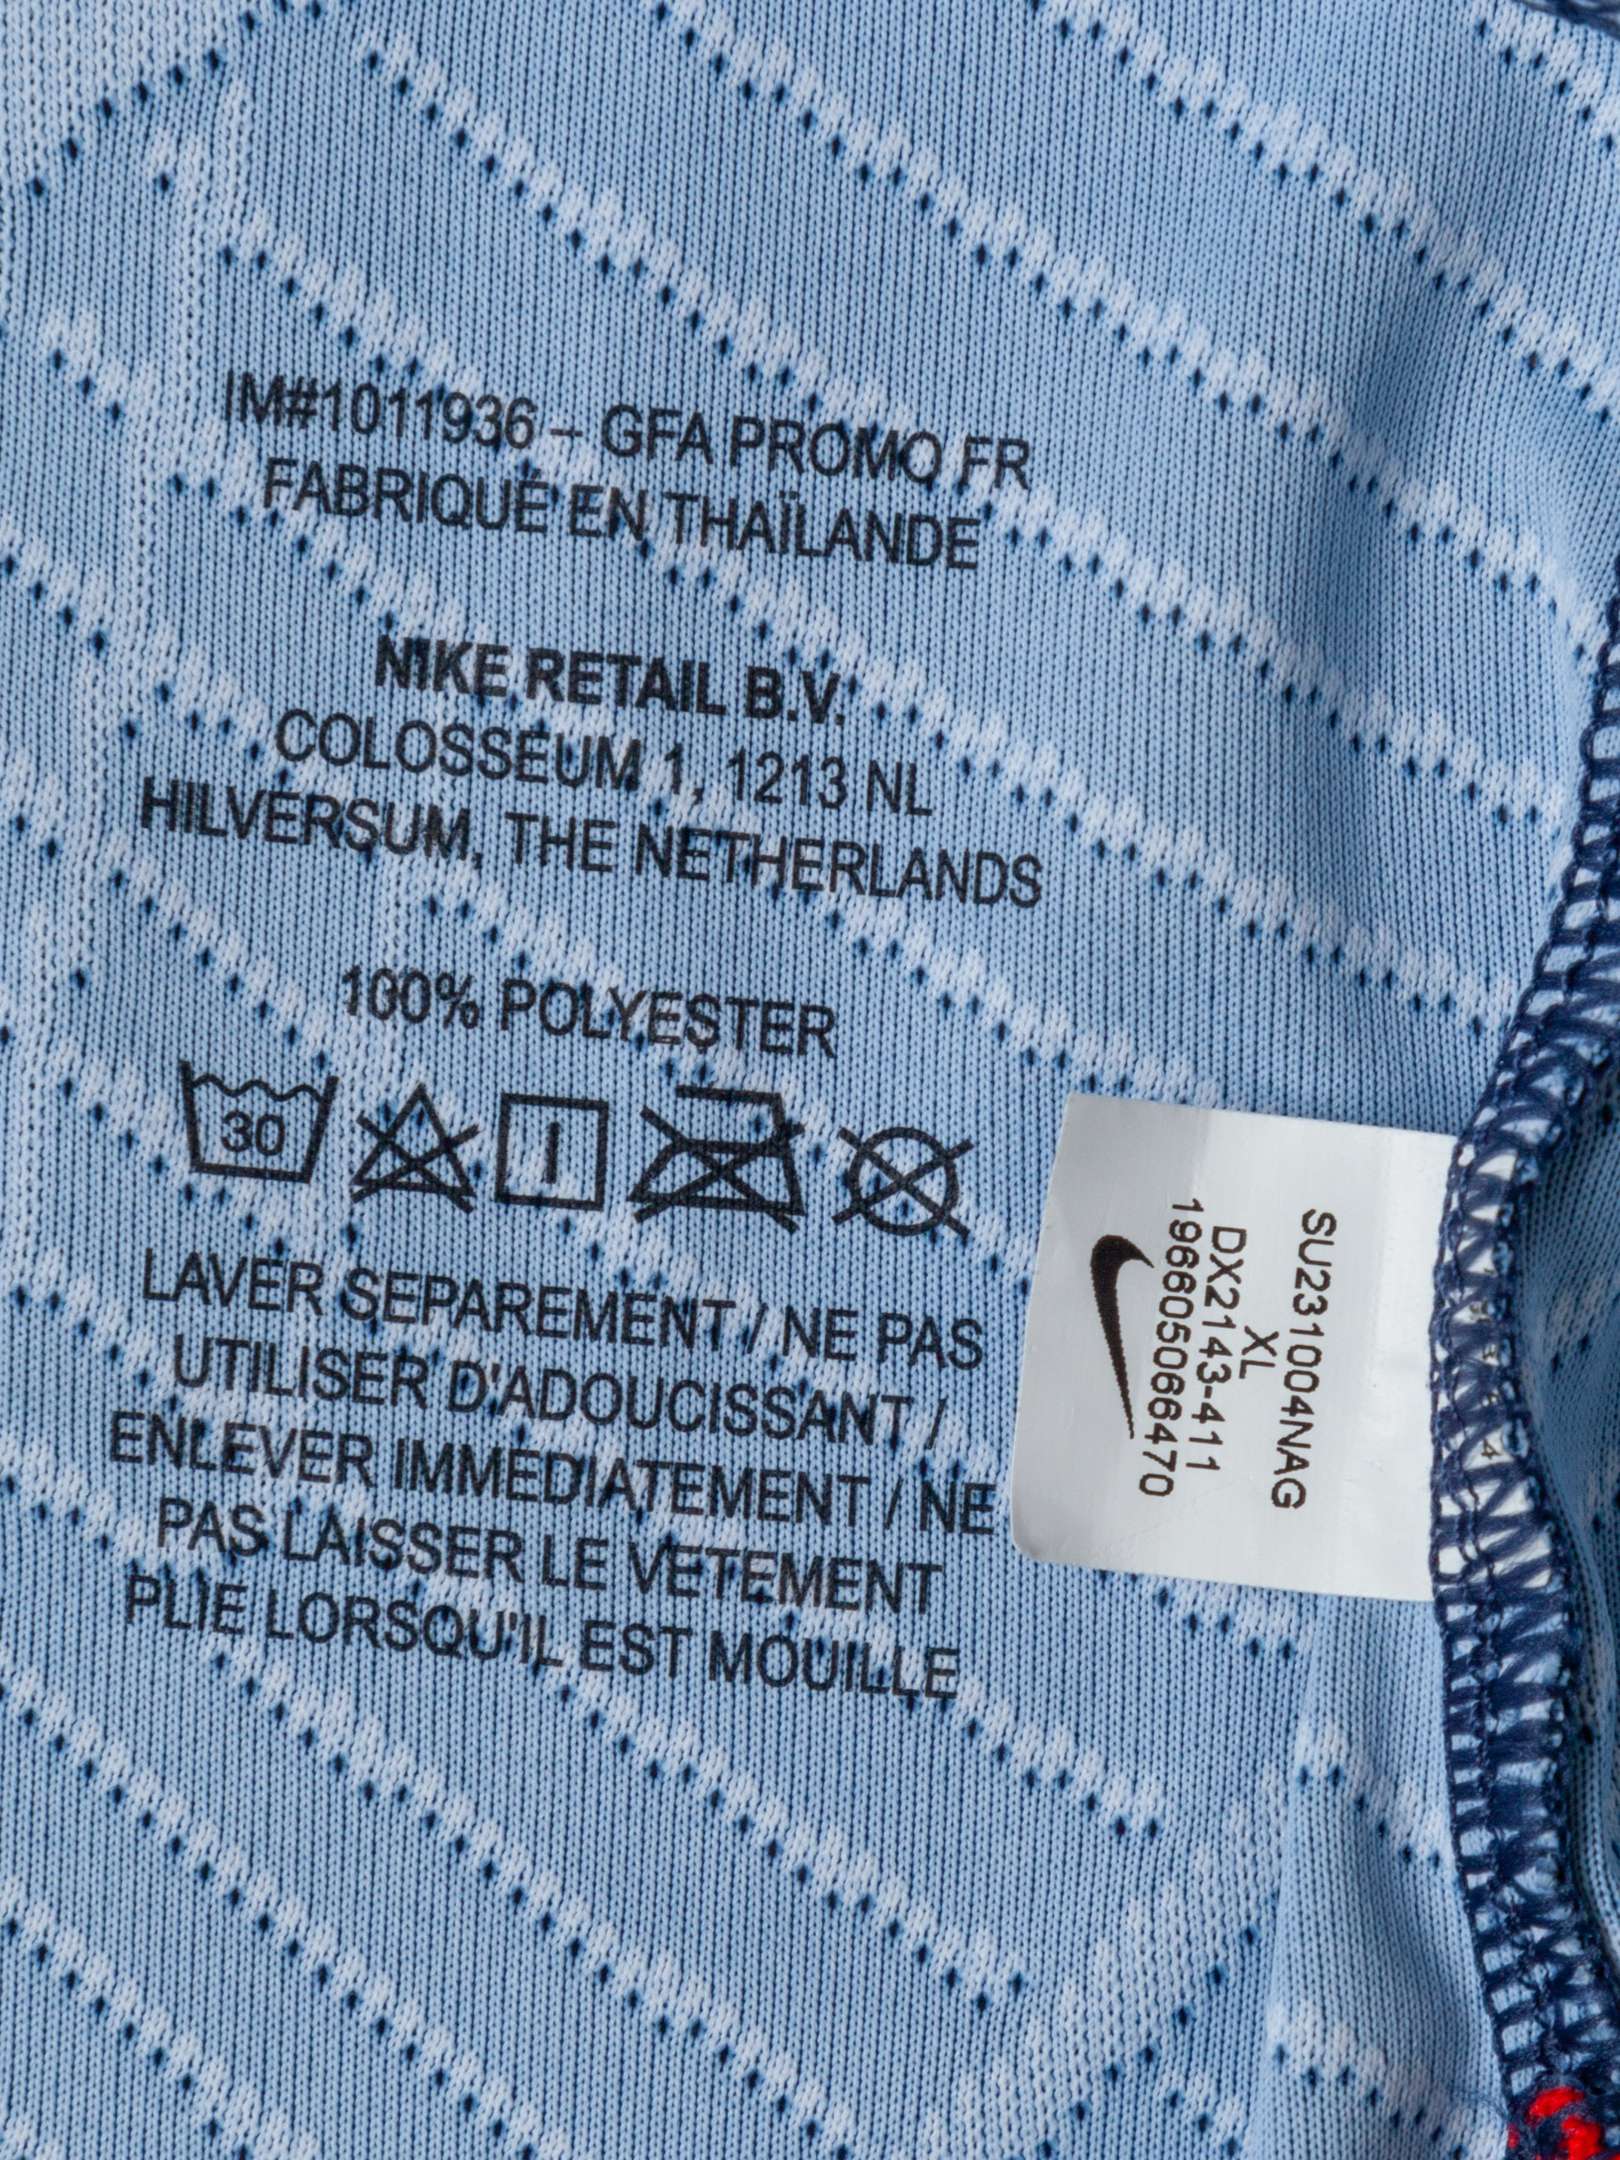 IM#1011936 – GFA PROMO FR
FABRIQUÉ EN THAÏLANDE
NIKE RETAIL B.V.
COLOSSEUM 1, 1213 NL
HILVERSUM, THE NETHERLANDS
100% POLYESTER
30
LAVER SEPAREMENT / NE PAS
UTILISER D'ADOUCISSANT /
ENLEVER IMMEDIATEMENT / NE
PAS LAISSER LE VETEMENT
PLIE LORSQU'IL EST MOUILLE
SU231004NAG
XL
DX2143-411
196605066470